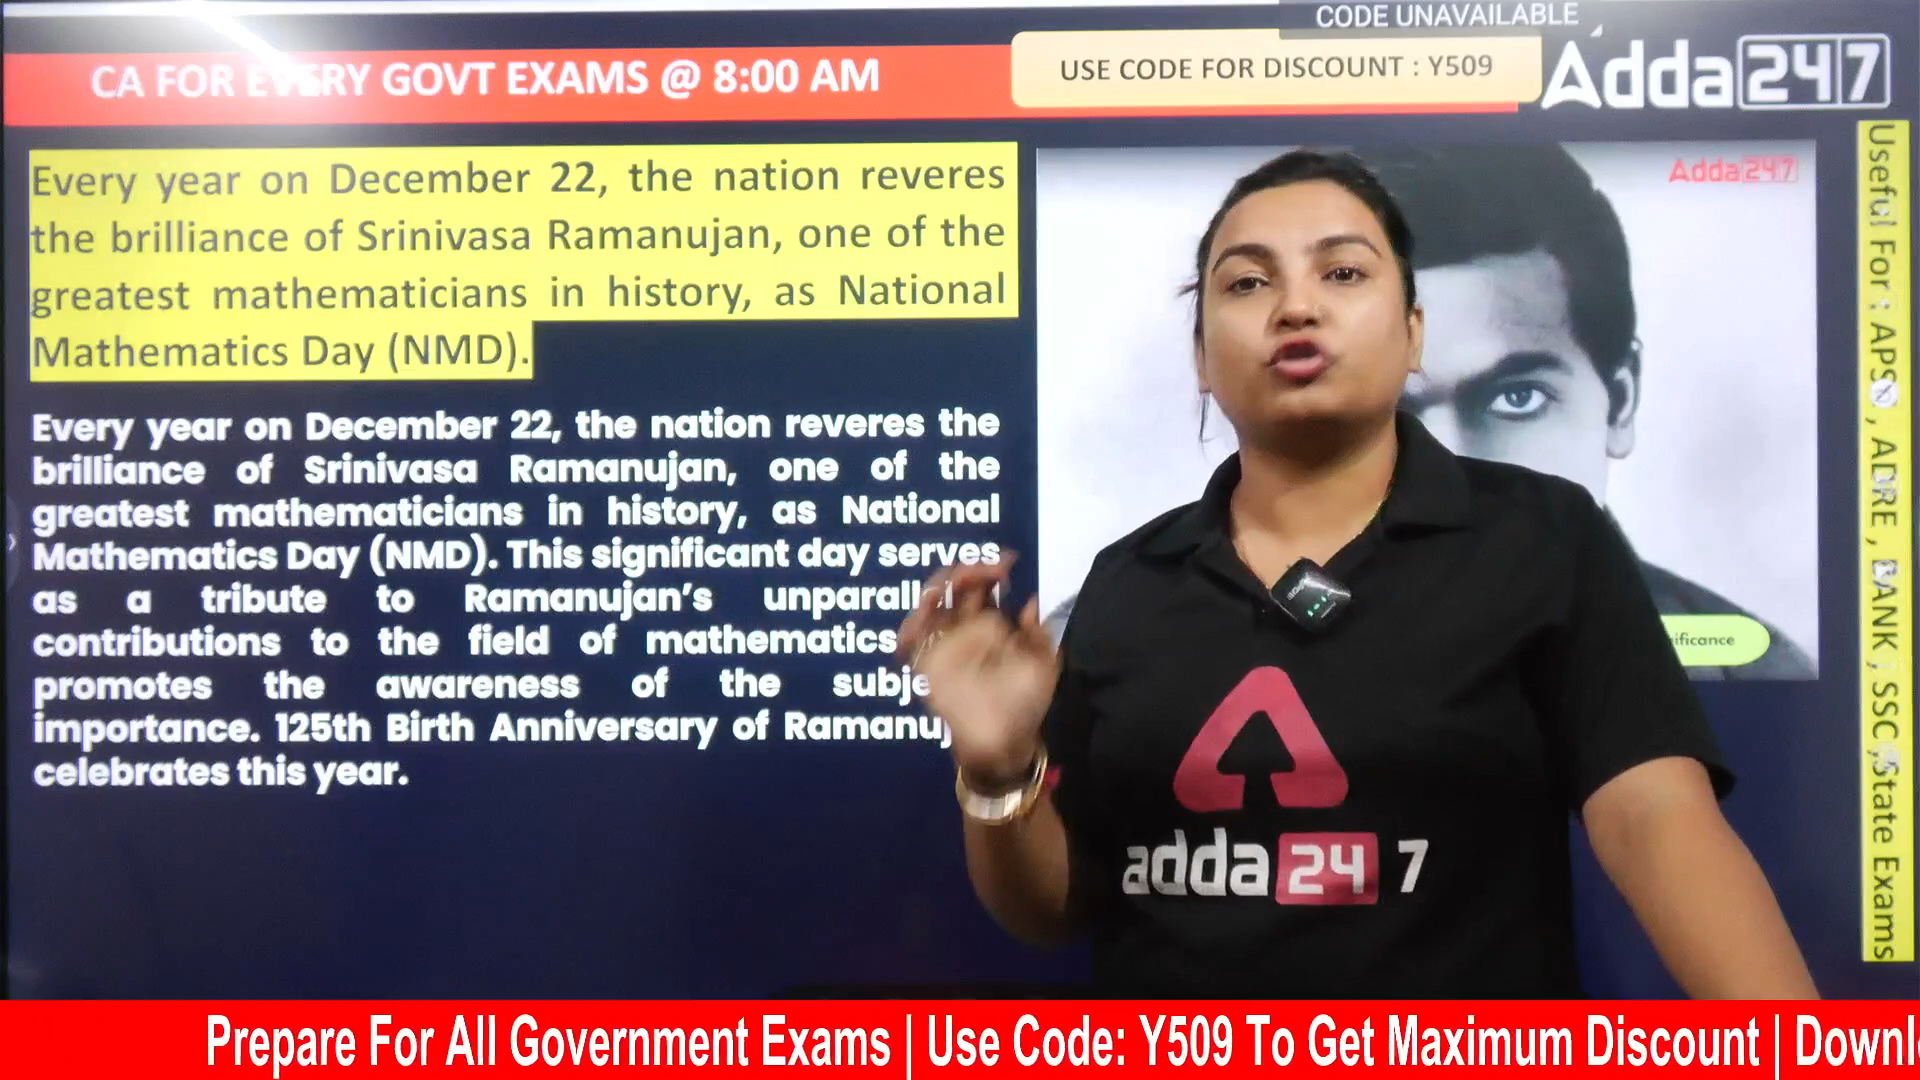 CODE UNAVAILABLE
CA FOR EVERY GOVT EXAMS @ 8:00 AM
USE CODE FOR DISCOUNT : Y509
Adda247
Every year on December 22, the nation reveres
the brilliance of Srinivasa Ramanujan, one of the
greatest mathematicians in history, as National
Mathematics Day (NMD).
Adda247
Every year on December 22, the nation reveres the
brilliance of Srinivasa Ramanujan, one of the
greatest mathematicians in history, as National
Mathematics Day (NMD). This significant day serves
as a tribute to Ramanujan's
contributions to the field of mathematics
promotes the awareness of the
importance. 125th Birth Anniversary of
celebrates this year.
adda247
Useful For : APS , ADRE , BANK , SSC ,State Exams
Prepare For All Government Exams | Use Code: Y509 To Get Maximum Discount |